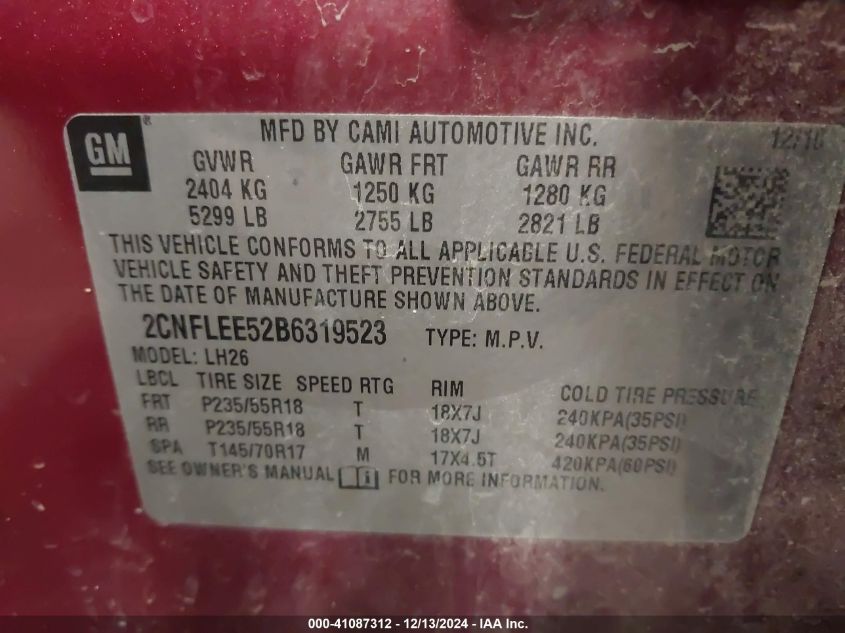 GM ® MFD BY CAMI AUTOMOTIVE INC. 12/10
GVWR GAWR FRT GAWR RR
2404 KG 1250 KG 1280 KG
5299 LB 2755 LB 2821 LB
THIS VEHICLE CONFORMS TO ALL APPLICABLE U.S. FEDERAL MOTOR
VEHICLE SAFETY AND THEFT PREVENTION STANDARDS IN EFFECT ON
THE DATE OF MANUFACTURE SHOWN ABOVE.
2CNFLEE52B6319523 TYPE: M.P.V.
MODEL: LH26
LBCL TIRE SIZE SPEED RTG RIM COLD TIRE PRESSURE
FRT P235/55R18 T 18X7J 240KPA(35PSI)
RR P235/55R18 T 18X7J 240KPA(35PSI)
SPA T145/70R17 M 17X4.5T 420KPA(60PSI)
SEE OWNER'S MANUAL i FOR MORE INFORMATION.
000-41087312 - 12/13/2024 - IAA Inc.